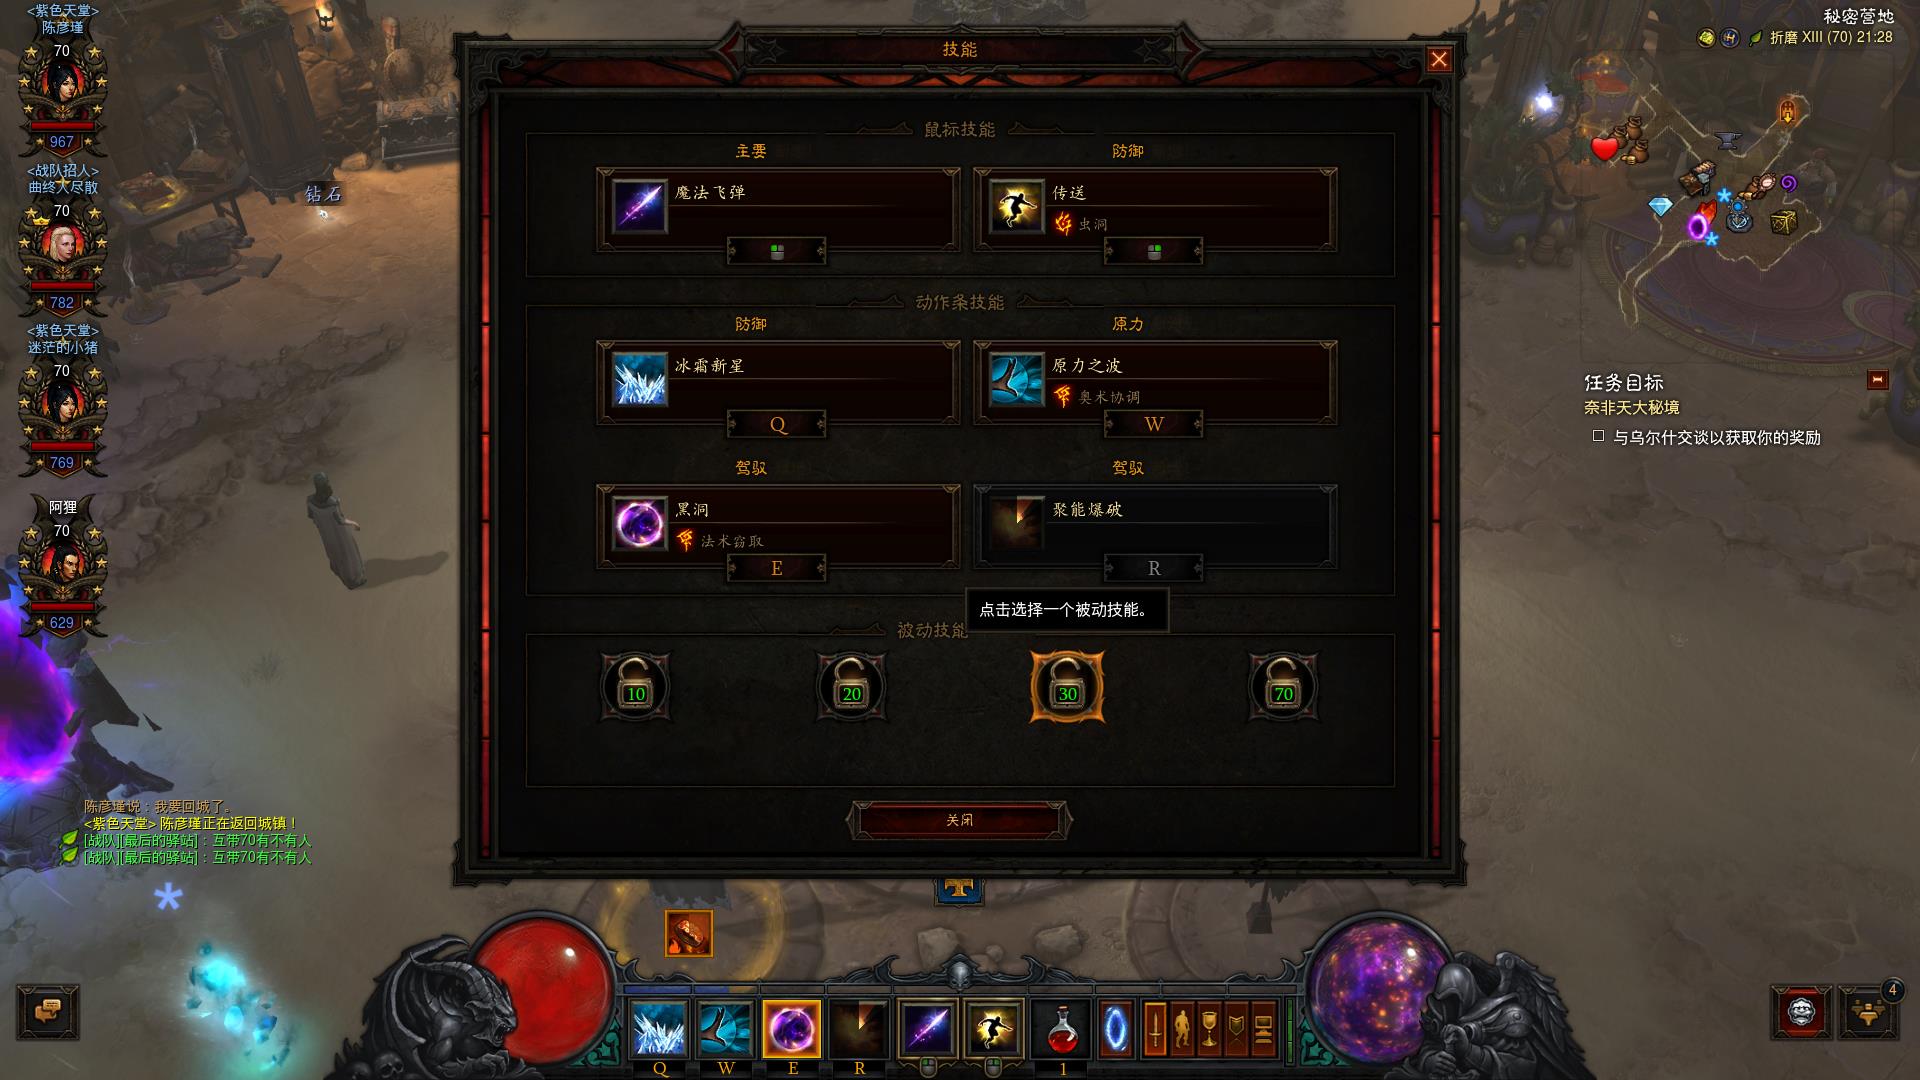 <紫色天堂>
陈彦瑾
70
967
<战队招人>
曲终人尽散
70
782
<紫色天堂>
迷茫的小猪
70
769
阿狸
70
629
钻石
技能
鼠标技能
主要
防御
魔法飞弹
传送
虫洞
动作条技能
防御
原力
冰霜新星
原力之波
奥术协调
Q
W
驾驭
驾驭
黑洞
法术窃取
聚能爆破
E
R
点击选择一个被动技能。
被动技能
10
20
30
70
关闭
秘密营地
折磨 XIII (70) 21:28
任务目标
奈非天大秘境
与乌尔什交谈以获取你的奖励
陈彦瑾说：我要回城了。
<紫色天堂> 陈彦瑾正在返回城镇！
[战队][最后的驿站]：互带70有不有人
[战队][最后的驿站]：互带70有不有人
Q
W
E
R
1
4